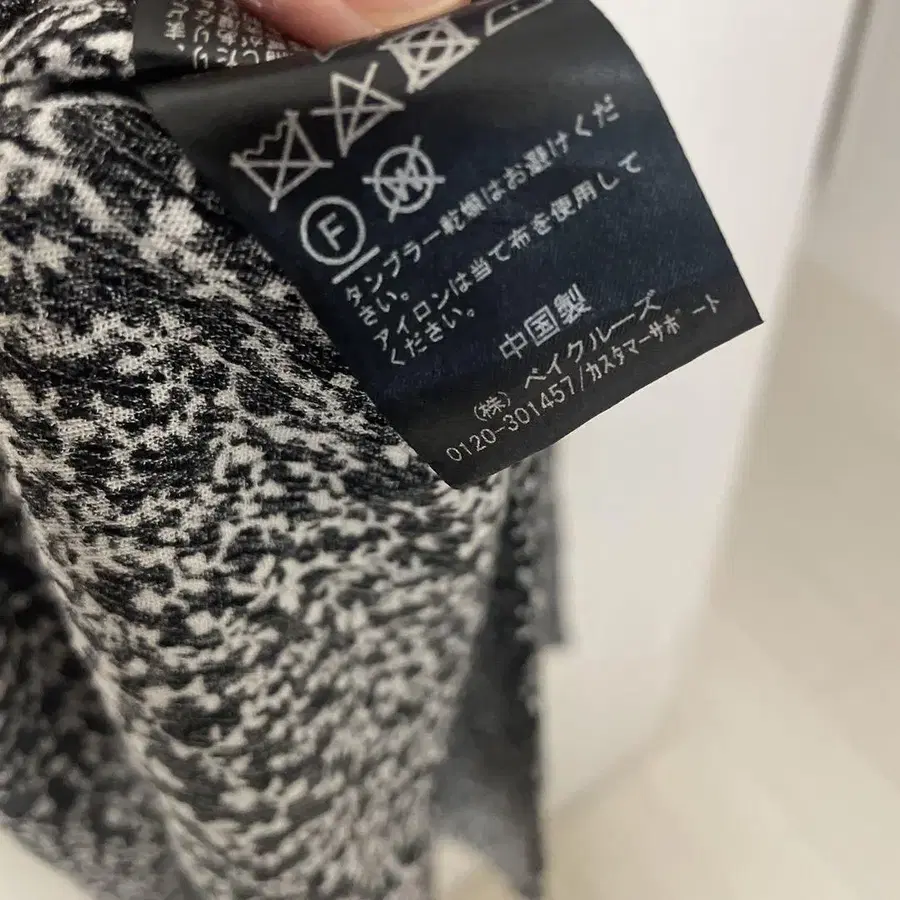 F
W
タンブラー乾燥はお避けくだ
さい。
アイロンは当て布を使用して
ください。
中国製
（株）ベイクルーズ
0120-301457/カスタマーサポート